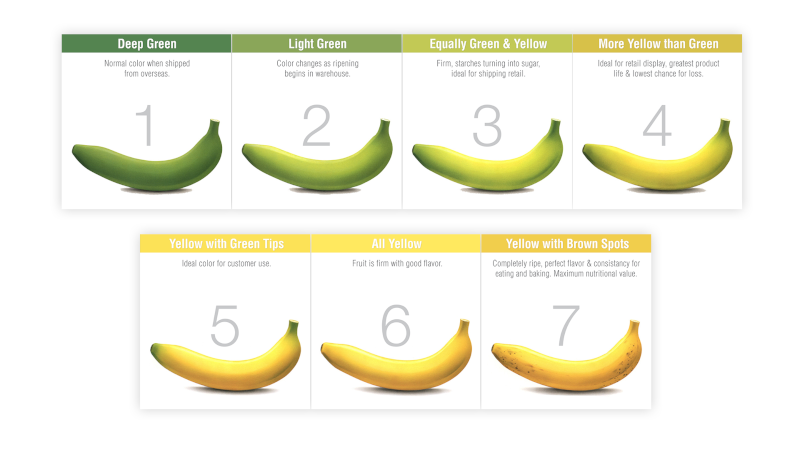 Deep Green
Normal color when shipped
from overseas.
1
Light Green
Color changes as ripening
begins in warehouse.
2
Equally Green & Yellow
Firm, starches turning into sugar,
ideal for shipping retail.
3
More Yellow than Green
Ideal for retail display, greatest product
life & lowest chance for loss.
4
Yellow with Green Tips
Ideal color for customer use.
5
All Yellow
Fruit is firm with good flavor.
6
Yellow with Brown Spots
Completely ripe, perfect flavor & consistancy for
eating and baking. Maximum nutritional value.
7